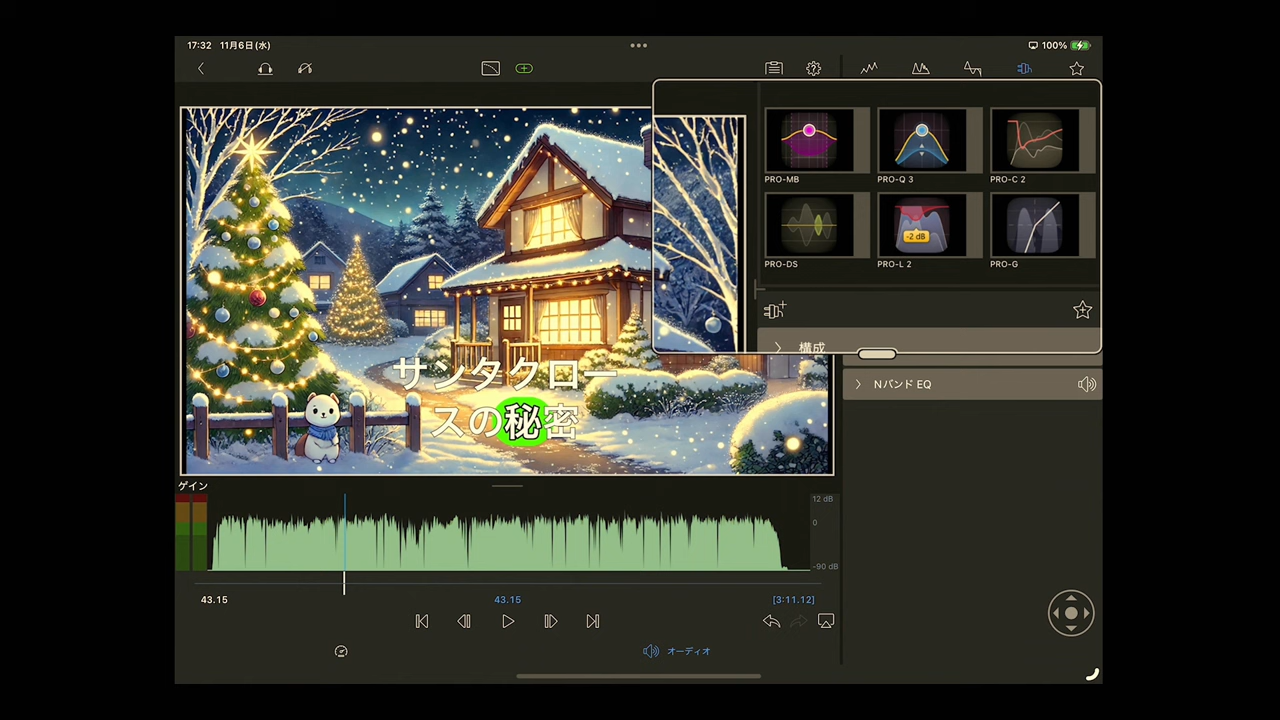 17:32 11月6日(水)
100%
PRO-MB
PRO-Q 3
PRO-C 2
-2 dB
PRO-DS
PRO-L 2
PRO-G
構成
NバンドEQ
サンタクロー
スの秘密
ゲイン
12 dB
0
-90 dB
43.15
43.15
[3:11.12]
オーディオ